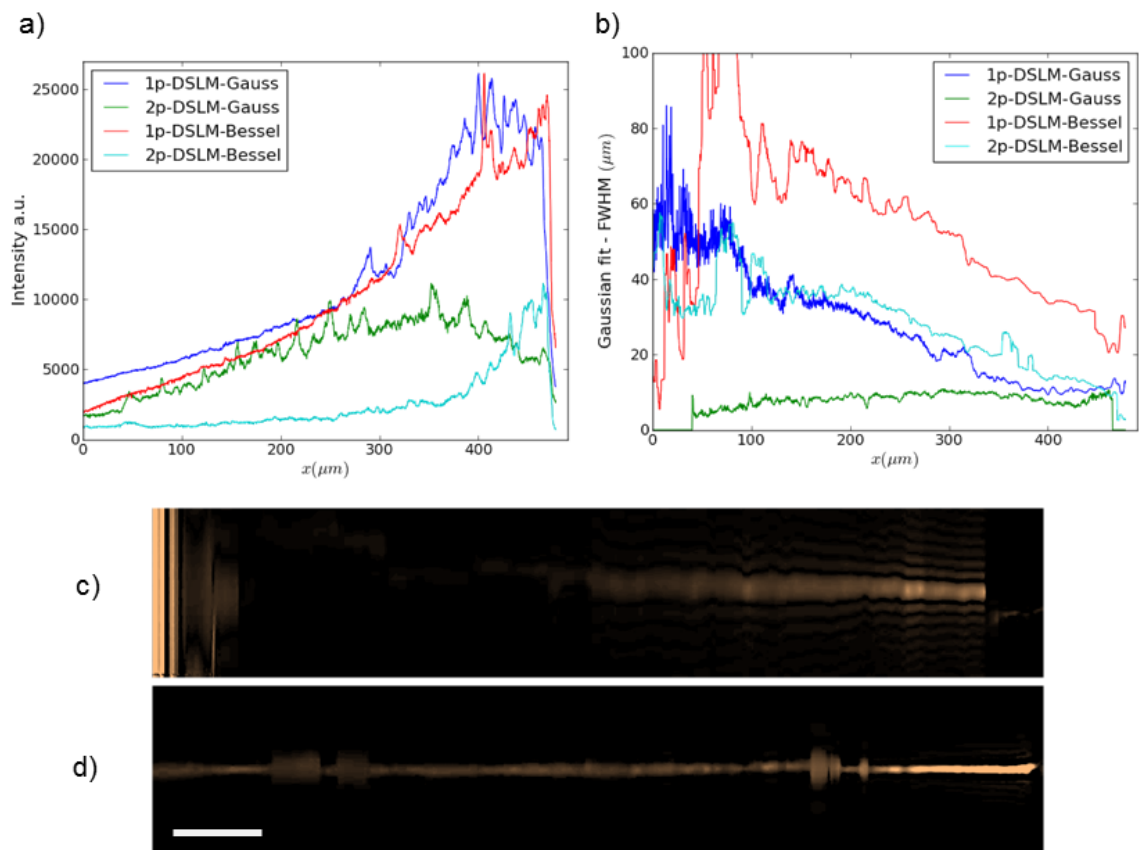 a)
25000
20000
15000
10000
5000
0
Intensity a.u.
1p-DSLM-Gauss
2p-DSLM-Gauss
1p-DSLM-Bessel
2p-DSLM-Bessel
0 100 200 300 400
x(μm)
b)
100
80
60
40
20
0
Gaussian fit - FWHM (μm)
1p-DSLM-Gauss
2p-DSLM-Gauss
1p-DSLM-Bessel
2p-DSLM-Bessel
0 100 200 300 400
x(μm)
c)
d)